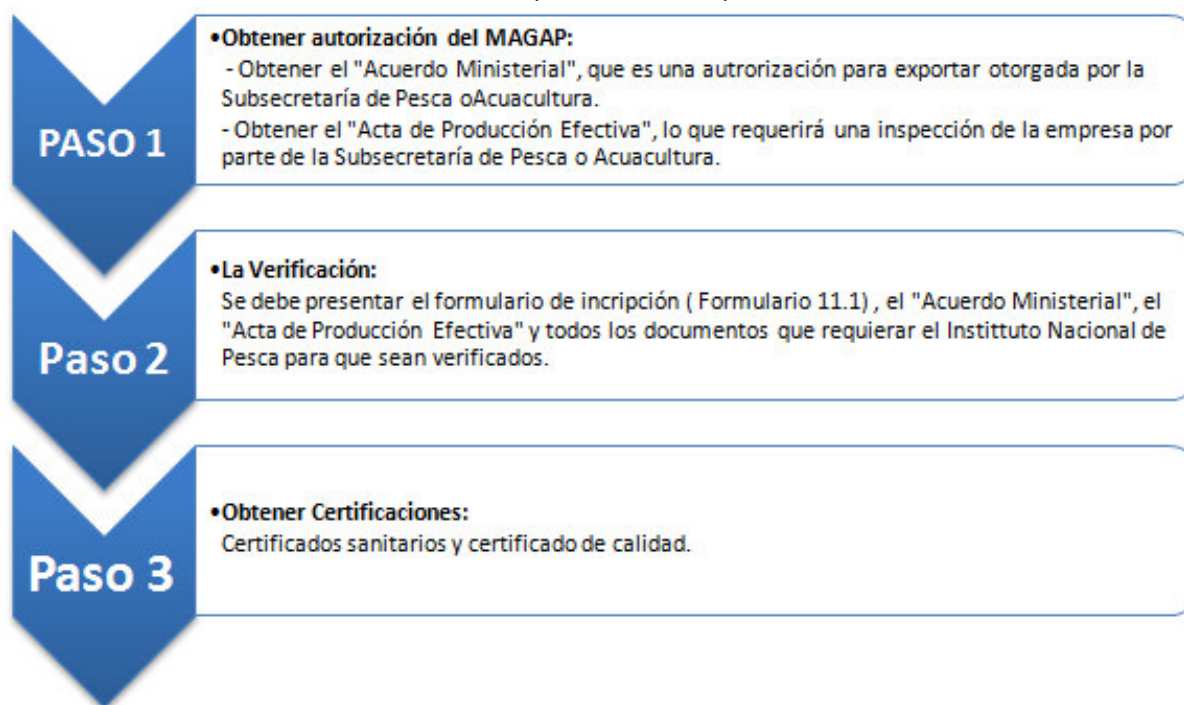 PASO 1
•Obtener autorización del MAGAP:
- Obtener el "Acuerdo Ministerial", que es una autrorización para exportar otorgada por la
Subsecretaría de Pesca oAcuacultura.
- Obtener el "Acta de Producción Efectiva", lo que requerirá una inspección de la empresa por
parte de la Subsecretaría de Pesca o Acuacultura.
Paso 2
•La Verificación:
Se debe presentar el formulario de incripción ( Formulario 11.1) , el "Acuerdo Ministerial", el
"Acta de Producción Efectiva" y todos los documentos que requierar el Instittuto Nacional de
Pesca para que sean verificados.
Paso 3
•Obtener Certificaciones:
Certificados sanitarios y certificado de calidad.